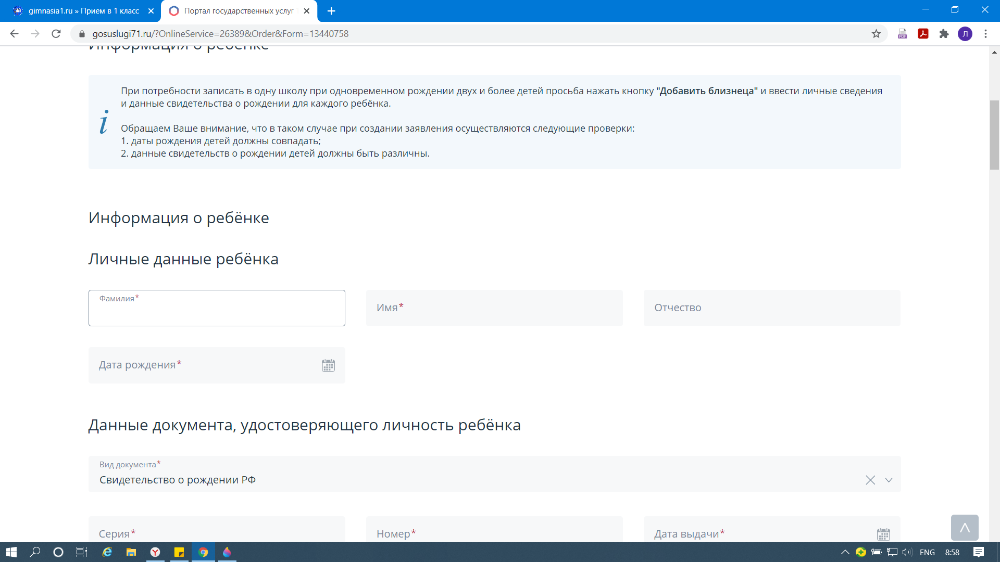 gimnasia1.ru » Прием в 1 класс
Портал государственных услуг
gosuslugi71.ru/?OnlineService=26389&Order&Form=13440758
Л
Информация о ребёнке
При потребности записать в одну школу при одновременном рождении двух и более детей просьба нажать кнопку "Добавить близнеца" и ввести личные сведения
и данные свидетельства о рождении для каждого ребёнка.
Обращаем Ваше внимание, что в таком случае при создании заявления осуществляются следующие проверки:
1. даты рождения детей должны совпадать;
2. данные свидетельств о рождении детей должны быть различны.
Информация о ребёнке
Личные данные ребёнка
Фамилия*
Имя*
Отчество
Дата рождения*
Данные документа, удостоверяющего личность ребёнка
Вид документа*
Свидетельство о рождении РФ
Серия*
Номер*
Дата выдачи*
ENG
8:58